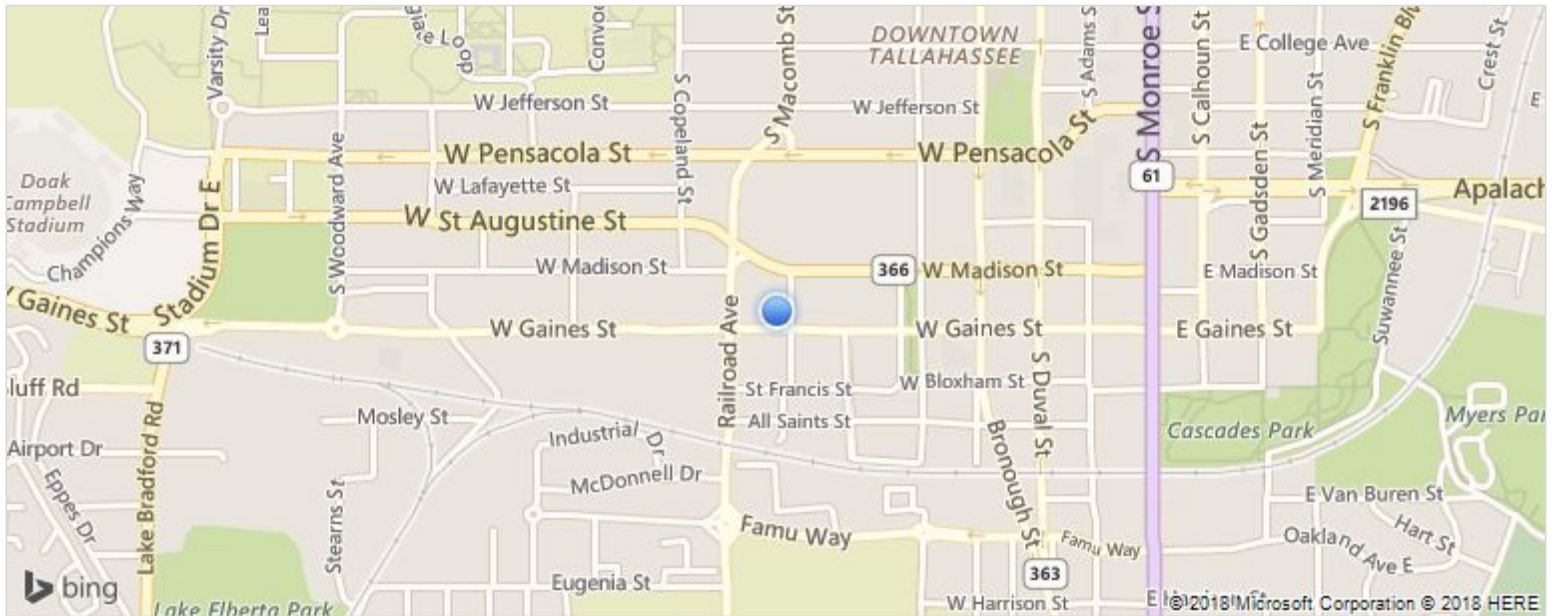 Varsity Dr
Lea
Convoc
S Macomb St
DOWNTOWN
TALLAHASSEE
S Adams S
S Monroe S
S Calhoun St
E College Ave
S Franklin Blv
Crest St
W Jefferson St
W Jefferson St
S Copeland St
S Meridian St
E
W Pensacola St
W Pensacola St
S Woodward Ave
Doak
Campbell
Stadium
Champions Way
Stadium Dr E
W Lafayette St
61
S Gadsden St
2196
Apalach
W St Augustine St
W Madison St
366
W Madison St
E Madison St
Suwannee St
W Gaines St
W Gaines St
W Gaines St
E Gaines St
371
Railroad Ave
S Duval St
luff Rd
St Francis St
W Bloxham St
Mosley St
All Saints St
Industrial Dr
Bronough St
Cascades Park
Myers Par
Airport Dr
Eppes Dr
Lake Bradford Rd
Stearns St
McDonnell Dr
E Van Buren St
Hart St
Famu Way
Famu Way
Oakland Ave E
363
bing
Eugenia St
Lake Elberta Park
W Harrison St
© 2018 Microsoft Corporation © 2018 HERE